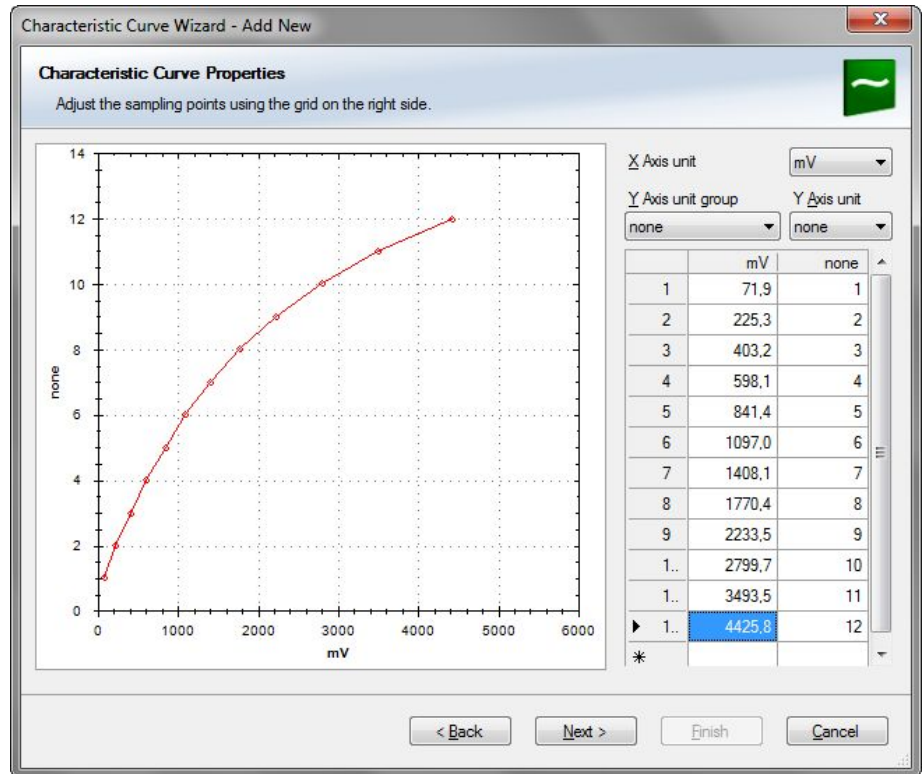 Characteristic Curve Wizard - Add New
Characteristic Curve Properties
Adjust the sampling points using the grid on the right side.
14
12
10
8
6
4
2
0
none
0 1000 2000 3000 4000 5000 6000
mV
X Axis unit mV
Y Axis unit group Y Axis unit
none none
mV none
1 71,9 1
2 225,3 2
3 403,2 3
4 598,1 4
5 841,4 5
6 1097,0 6
7 1408,1 7
8 1770,4 8
9 2233,5 9
1.. 2799,7 10
1.. 3493,5 11
1.. 4425,8 12
< Back Next > Finish Cancel